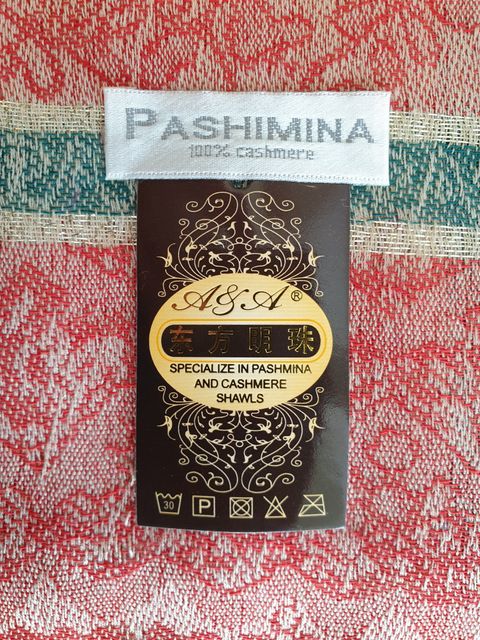 PASHIMINA
100% cashmere
A&A®
东方明珠
SPECIALIZE IN PASHMINA
AND CASHMERE
SHAWLS
30 P